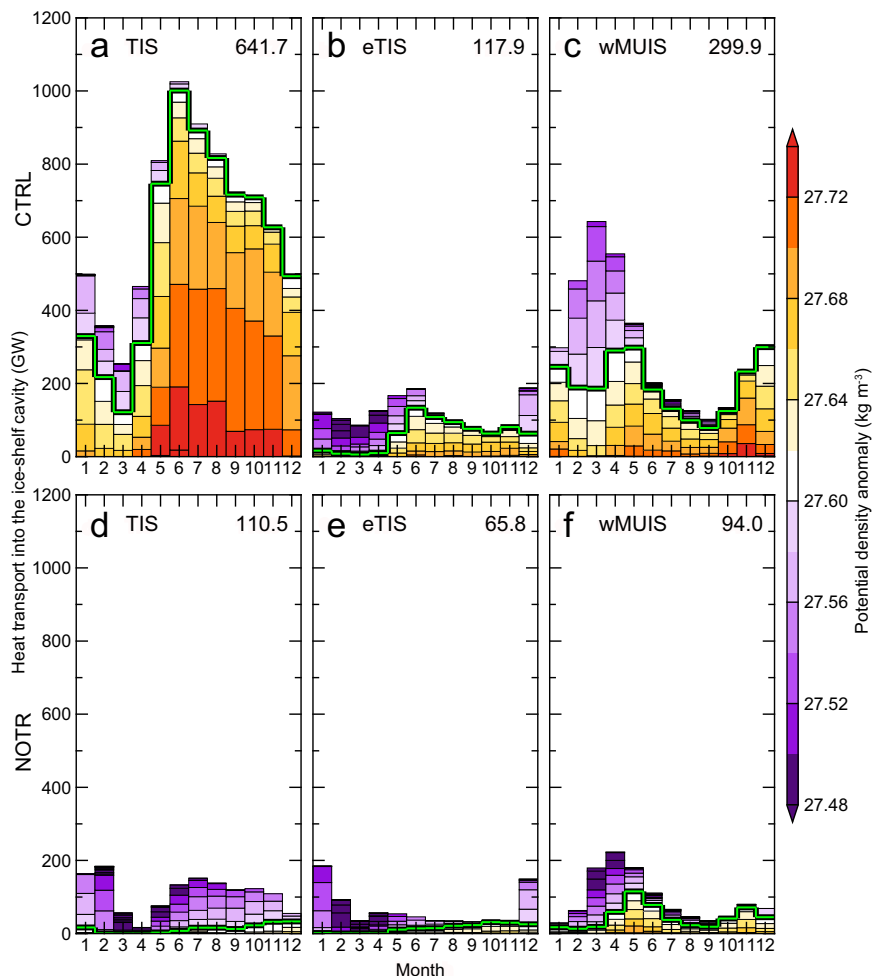 1200
a TIS 641.7
b eTIS 117.9
c wMUIS 299.9
1000
800
600
400
200
0
1 2 3 4 5 6 7 8 9 10 11 12
1 2 3 4 5 6 7 8 9 10 11 12
1 2 3 4 5 6 7 8 9 10 11 12
CTRL
Heat transport into the ice-shelf cavity (GW)
NOTR
1200
d TIS 110.5
e eTIS 65.8
f wMUIS 94.0
1000
800
600
400
200
0
1 2 3 4 5 6 7 8 9 10 11 12
1 2 3 4 5 6 7 8 9 10 11 12
1 2 3 4 5 6 7 8 9 10 11 12
Month
27.72
27.68
27.64
27.60
27.56
27.52
27.48
Potential density anomaly (kg m⁻³)